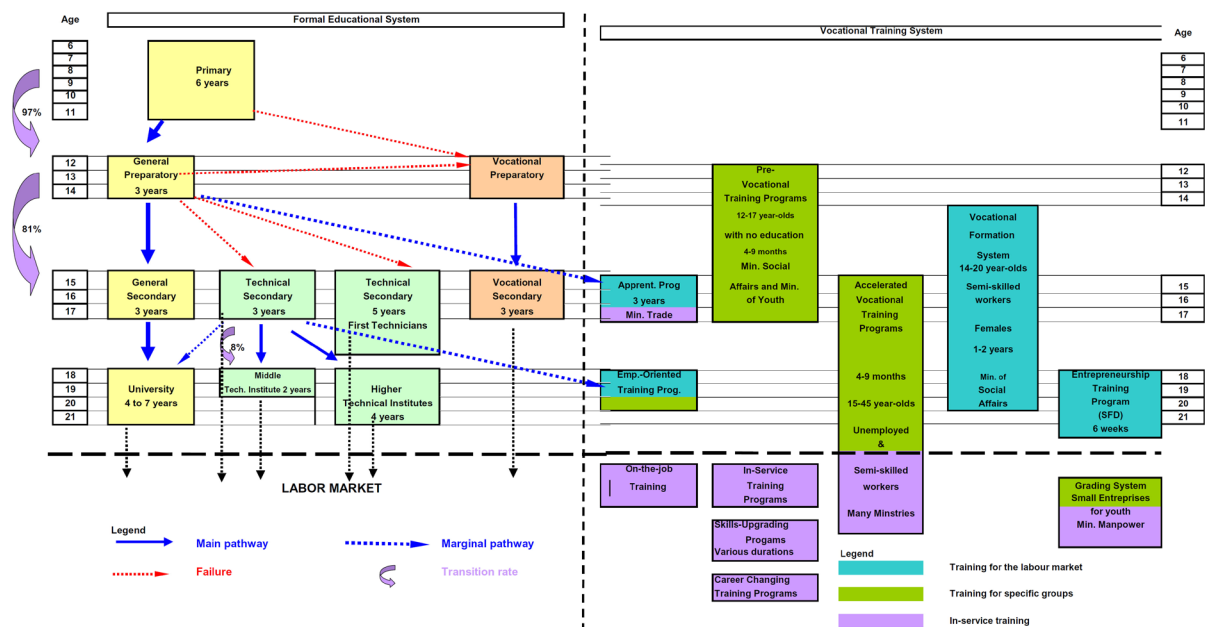 Age
Formal Educational System
Vocational Training System
Age
6
7
8
9
10
11
97%
Primary
6 years
6
7
8
9
10
11
12
13
14
81%
General
Preparatory
3 years
Vocational
Preparatory
Pre-
Vocational
Training Programs
12-17 year-olds
with no education
4-9 months
Min. Social
Affairs and Min.
of Youth
Vocational
Formation
System
14-20 year-olds
Semi-skilled
workers
Females
1-2 years
Min. of
Social
Affairs
12
13
14
15
16
17
General
Secondary
3 years
Technical
Secondary
3 years
Technical
Secondary
5 years
First Technicians
Vocational
Secondary
3 years
Apprent. Prog
3 years
Min. Trade
Accelerated
Vocational
Training
Programs
4-9 months
15-45 year-olds
Unemployed
&
Semi-skilled
workers
Many Minstries
15
16
17
8%
18
19
20
21
University
4 to 7 years
Middle
Tech. Institute 2 years
Higher
Technical Institutes
4 years
Emp.-Oriented
Training Prog.
Entrepreneurship
Training
Program
(SFD)
6 weeks
18
19
20
21
LABOR MARKET
On-the-job
Training
In-Service
Training
Programs
Grading System
Small Entreprises
for youth
Min. Manpower
Skills-Upgrading
Progams
Various durations
Career Changing
Training Programs
Legend
Main pathway
Marginal pathway
Failure
Transition rate
Legend
Training for the labour market
Training for specific groups
In-service training